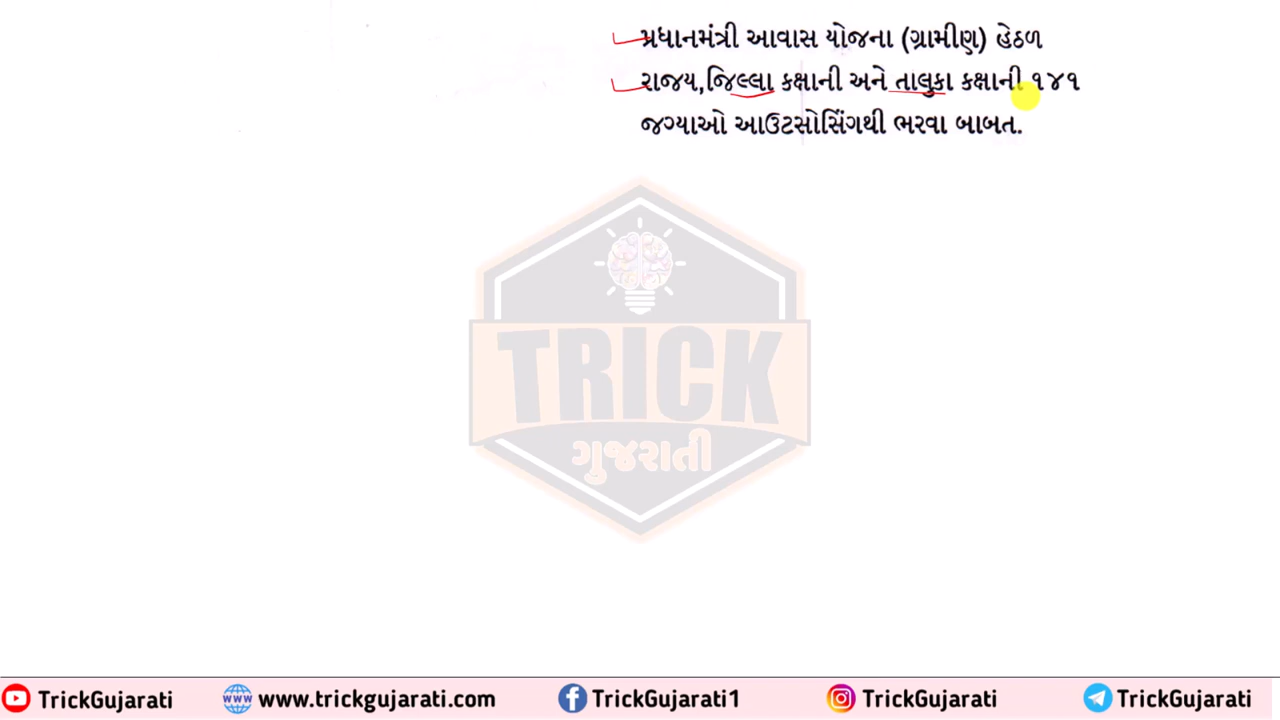 પ્રધાનમંત્રી આવાસ યોજના (ગ્રામીણ) હેઠળ
રાજય,જિલ્લા કક્ષાની અને તાલુકા કક્ષાની ૧૪૧
જગ્યાઓ આઉટસોસિંગથી ભરવા બાબત.
TRICK
ગુજરાતી
TrickGujarati www.trickgujarati.com TrickGujarati1 TrickGujarati TrickGujarati